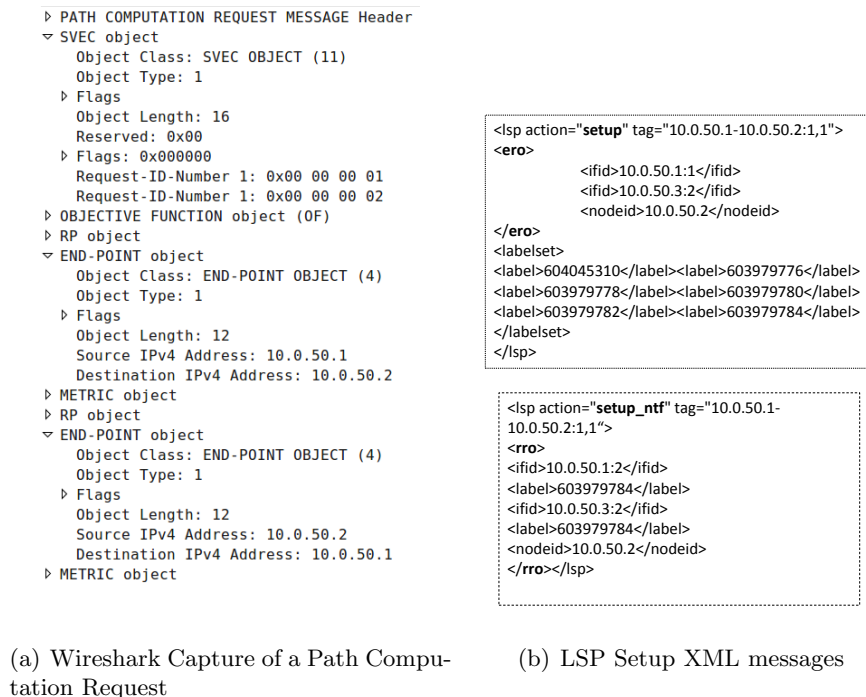 ▷ PATH COMPUTATION REQUEST MESSAGE Header
▽ SVEC object
Object Class: SVEC OBJECT (11)
Object Type: 1
▷ Flags
Object Length: 16
Reserved: 0x00
▷ Flags: 0x000000
Request-ID-Number 1: 0x00 00 00 01
Request-ID-Number 1: 0x00 00 00 02
▷ OBJECTIVE FUNCTION object (OF)
▷ RP object
▽ END-POINT object
Object Class: END-POINT OBJECT (4)
Object Type: 1
▷ Flags
Object Length: 12
Source IPv4 Address: 10.0.50.1
Destination IPv4 Address: 10.0.50.2
▷ METRIC object
▷ RP object
▽ END-POINT object
Object Class: END-POINT OBJECT (4)
Object Type: 1
▷ Flags
Object Length: 12
Source IPv4 Address: 10.0.50.2
Destination IPv4 Address: 10.0.50.1
▷ METRIC object
(a) Wireshark Capture of a Path Compu-
tation Request
<lsp action="setup" tag="10.0.50.1-10.0.50.2:1,1">
<ero>
<ifid>10.0.50.1:1</ifid>
<ifid>10.0.50.3:2</ifid>
<nodeid>10.0.50.2</nodeid>
</ero>
<labelset>
<label>604045310</label><label>603979776</label>
<label>603979778</label><label>603979780</label>
<label>603979782</label><label>603979784</label>
</labelset>
</lsp>
<lsp action="setup_ntf" tag="10.0.50.1-
10.0.50.2:1,1“>
<rro>
<ifid>10.0.50.1:2</ifid>
<label>603979784</label>
<ifid>10.0.50.3:2</ifid>
<label>603979784</label>
<nodeid>10.0.50.2</nodeid>
</rro></lsp>
(b) LSP Setup XML messages